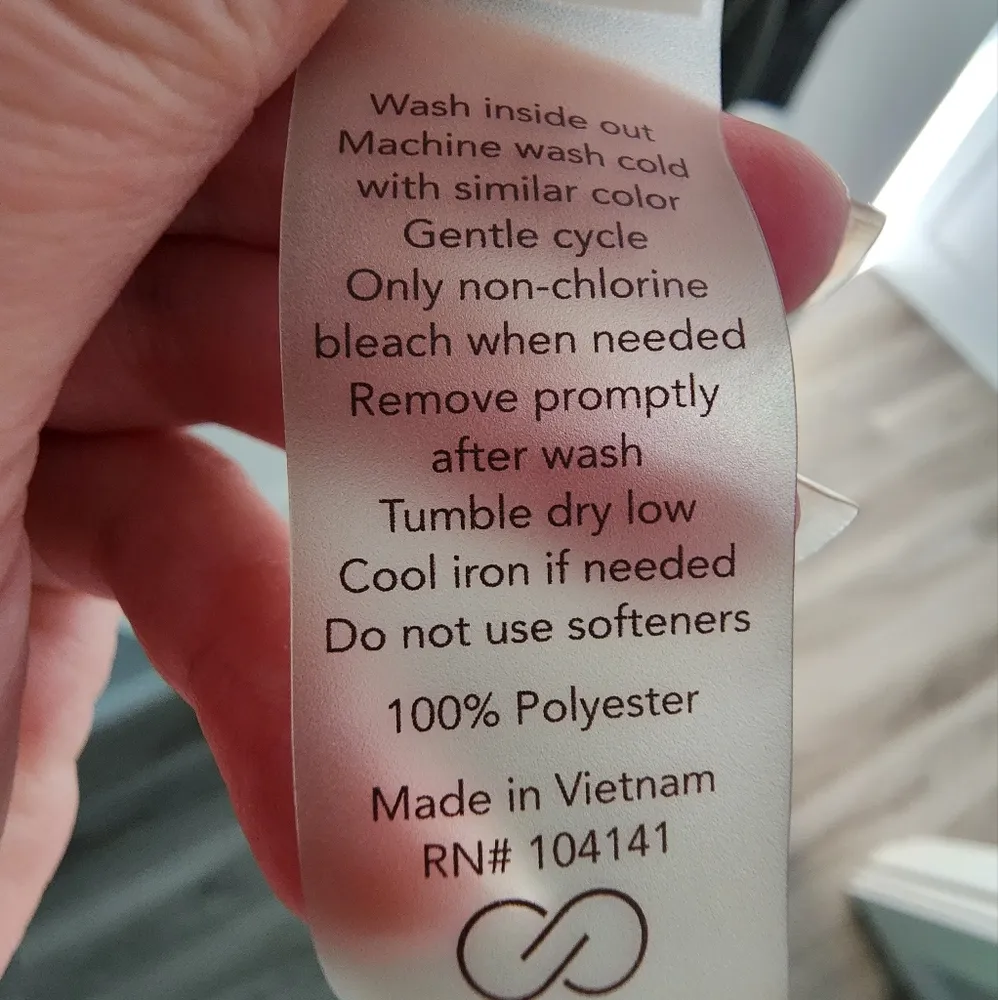 Wash inside out
Machine wash cold
with similar color
Gentle cycle
Only non-chlorine
bleach when needed
Remove promptly
after wash
Tumble dry low
Cool iron if needed
Do not use softeners
100% Polyester
Made in Vietnam
RN# 104141